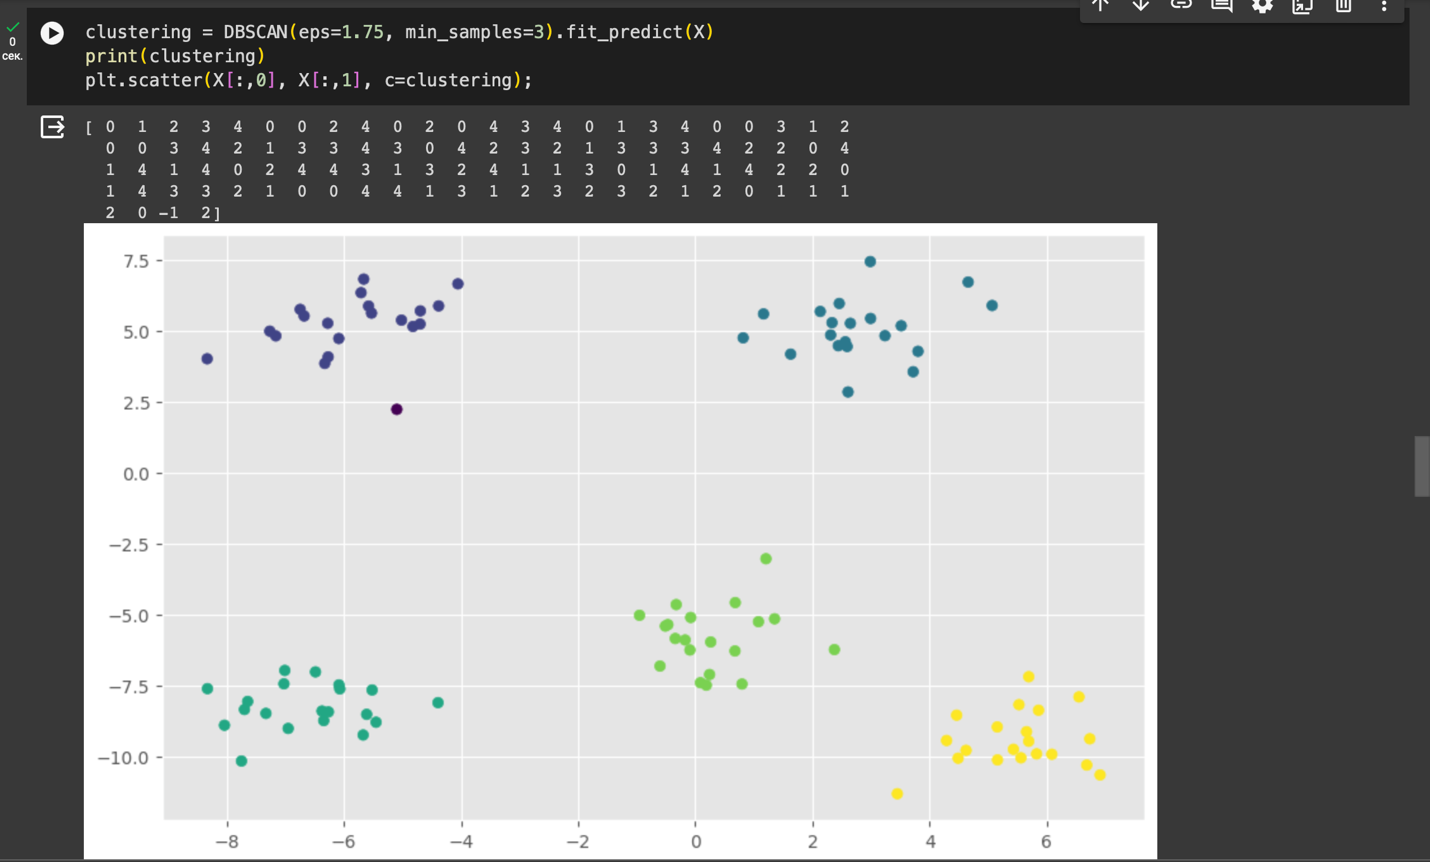 clustering = DBSCAN(eps=1.75, min_samples=3).fit_predict(X)
print(clustering)
plt.scatter(X[:,0], X[:,1], c=clustering);
0
сек.
[ 0 1 2 3 4 0 0 2 4 0 2 0 4 3 4 0 1 3 4 0 0 3 1 2
0 0 3 4 2 1 3 3 4 3 0 4 2 3 2 1 3 3 3 4 2 2 0 4
1 4 1 4 0 2 4 4 3 1 3 2 4 1 1 3 0 1 4 1 4 2 2 0
1 4 3 3 2 1 0 0 4 4 1 3 1 2 3 2 3 2 1 2 0 1 1 1
2 0 -1 2]
7.5
5.0
2.5
0.0
−2.5
−5.0
−7.5
−10.0
−8 −6 −4 −2 0 2 4 6